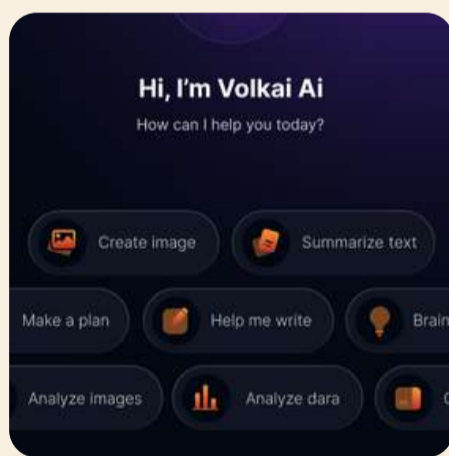 Hi, I'm Volkai Ai
How can I help you today?
Create image Summarize text
Make a plan Help me write Brain
Analyze images Analyze dara